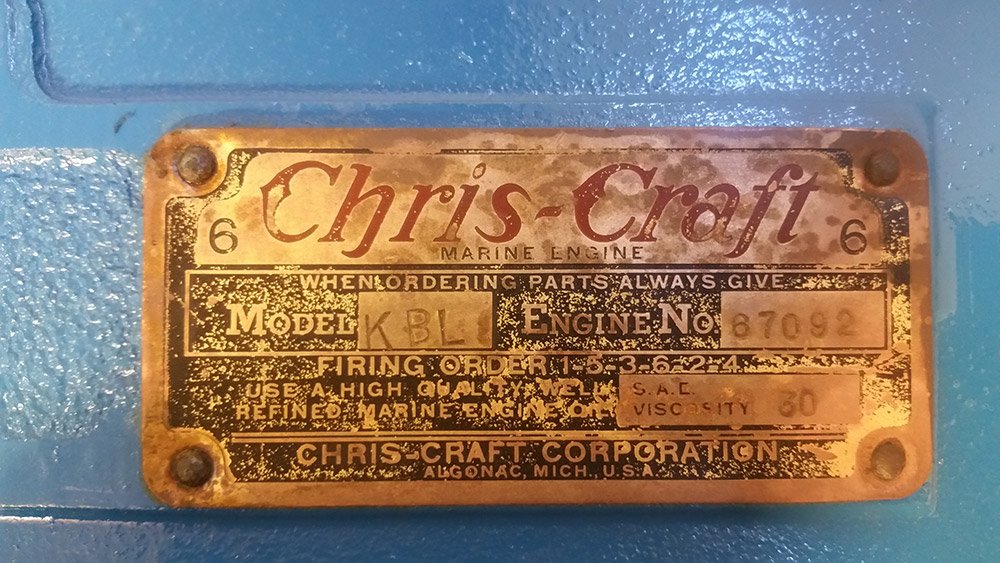 Chris-Craft
6 6
MARINE ENGINE
WHEN ORDERING PARTS ALWAYS GIVE
MODEL KBL ENGINE NO. 67092
FIRING ORDER 1-5-3-6-2-4
USE A HIGH QUALITY, WELL S.A.E.
REFINED MARINE ENGINE OIL VISCOSITY 30
CHRIS-CRAFT CORPORATION
ALGONAC, MICH. U.S.A.